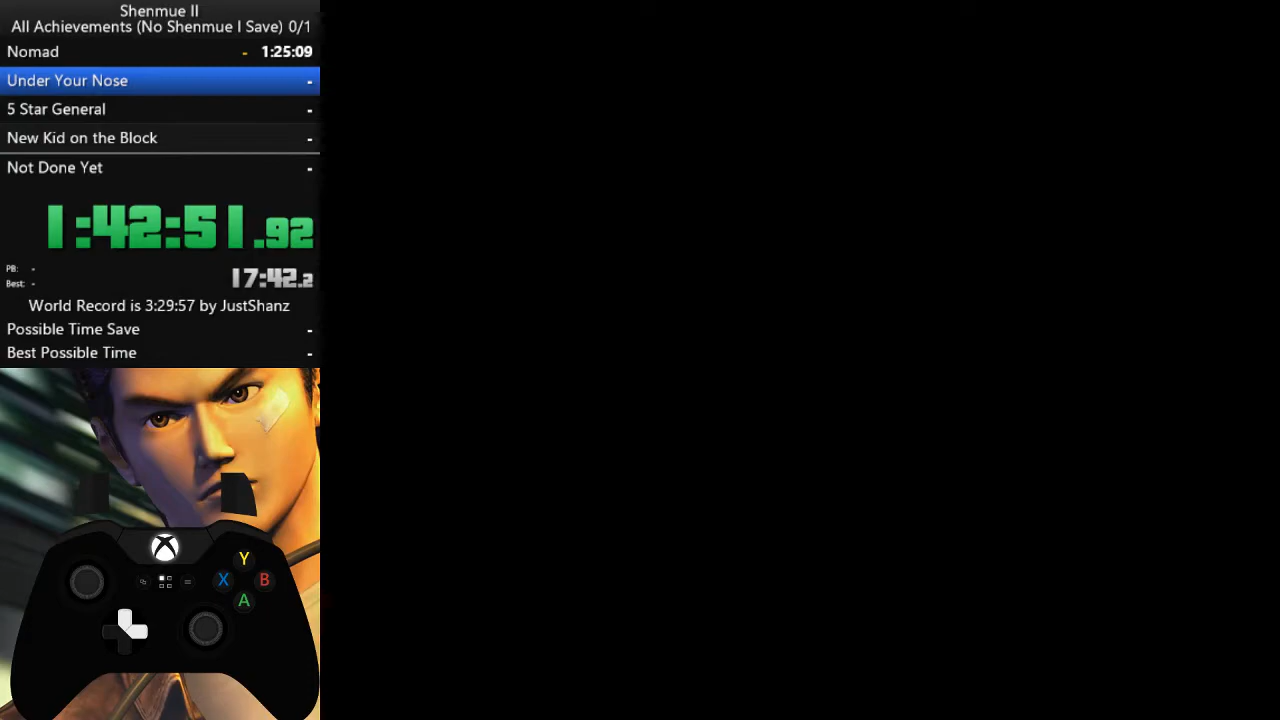 Shenmue II
All Achievements (No Shenmue I Save) 0/1
Nomad - 1:25:09
Under Your Nose -
5 Star General -
New Kid on the Block -
Not Done Yet -
1:42:51.92
PB: -
Best: -
17:42.2
World Record is 3:29:57 by JustShanz
Possible Time Save -
Best Possible Time -
Y
X B
A